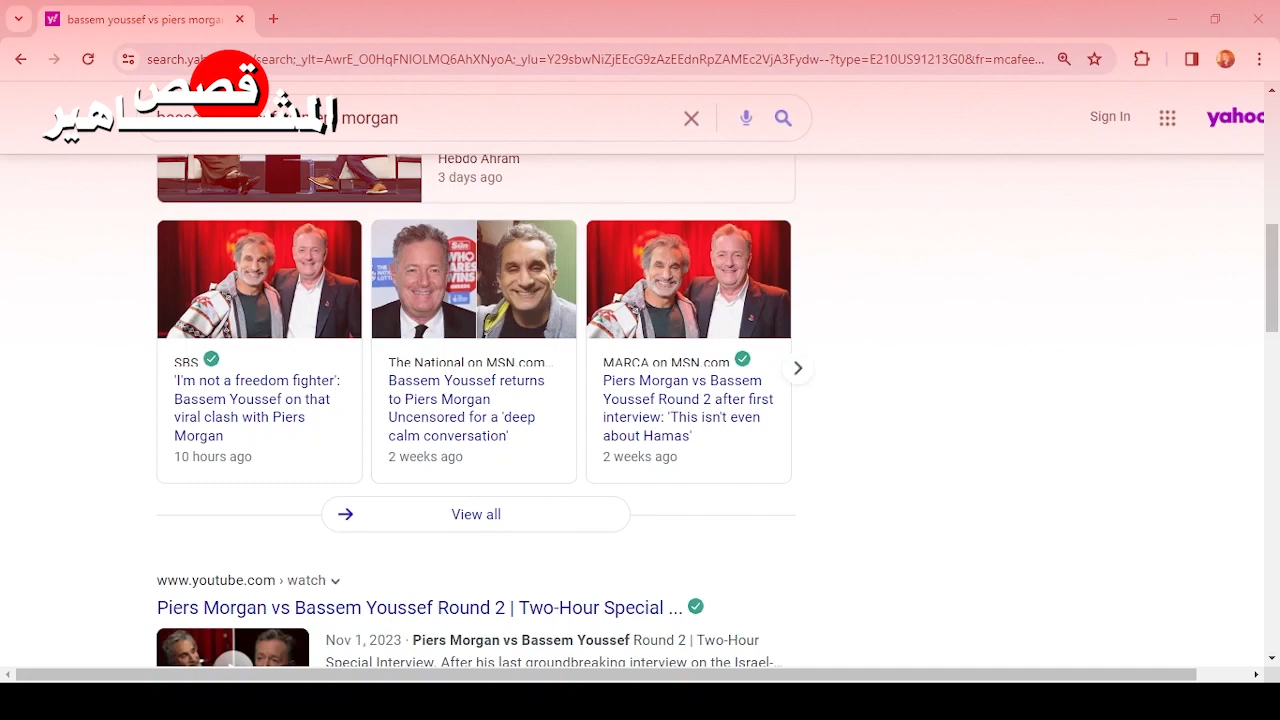 bassem youssef vs piers morga
search.ya
/search;_ylt=AwrE_O0HqFNIOLMQ6AhXNyoA;_ylu=Y29sbwNiZjEEcG9zAzEEdnRpZAMEc2VjA3Fydw--?type=E210US91213G0&fr=mcafee...
قصص
المشاهير
morgan
Sign In
yahoo
Hebdo Ahram
3 days ago
SBS
'I'm not a freedom fighter':
Bassem Youssef on that
viral clash with Piers
Morgan
10 hours ago
The National on MSN com...
Bassem Youssef returns
to Piers Morgan
Uncensored for a 'deep
calm conversation'
2 weeks ago
MARCA on MSN.com
Piers Morgan vs Bassem
Youssef Round 2 after first
interview: 'This isn't even
about Hamas'
2 weeks ago
View all
www.youtube.com › watch
Piers Morgan vs Bassem Youssef Round 2 | Two-Hour Special ...
Nov 1, 2023 · Piers Morgan vs Bassem Youssef Round 2 | Two-Hour
Special Interview. After his last groundbreaking interview on the Israel-...